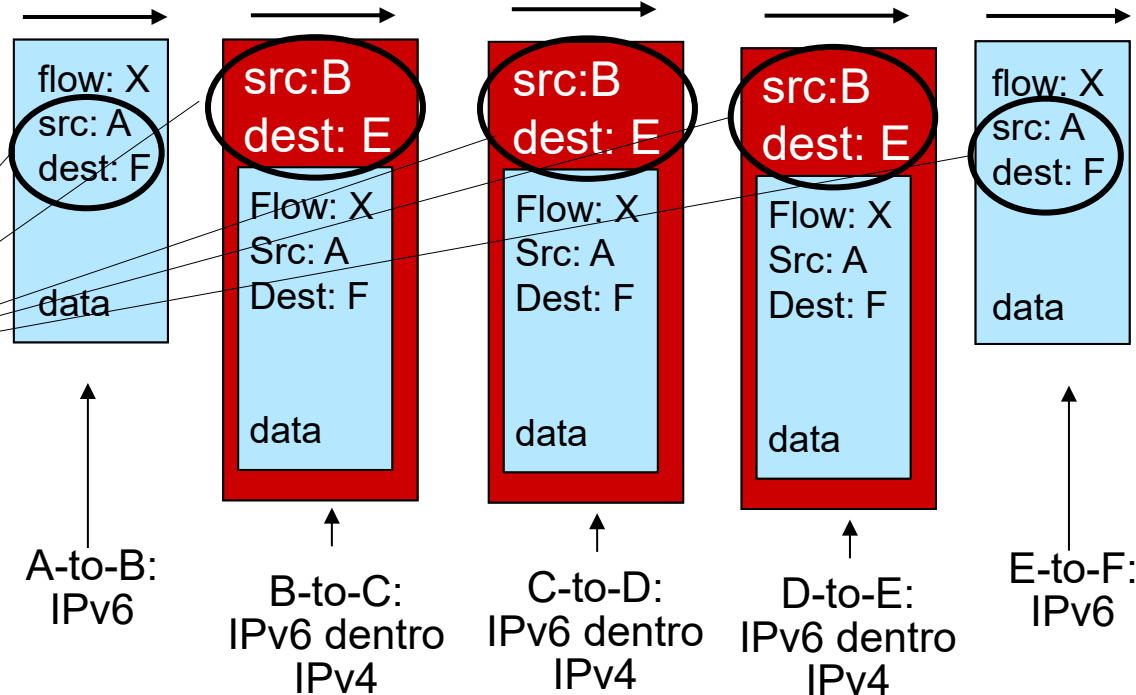 flow: X
src: A
dest: F
data
src:B
dest: E
Flow: X
Src: A
Dest: F
data
src:B
dest: E
Flow: X
Src: A
Dest: F
data
src:B
dest: E
Flow: X
Src: A
Dest: F
data
flow: X
src: A
dest: F
data
A-to-B:
IPv6
B-to-C:
IPv6 dentro
IPv4
C-to-D:
IPv6 dentro
IPv4
D-to-E:
IPv6 dentro
IPv4
E-to-F:
IPv6